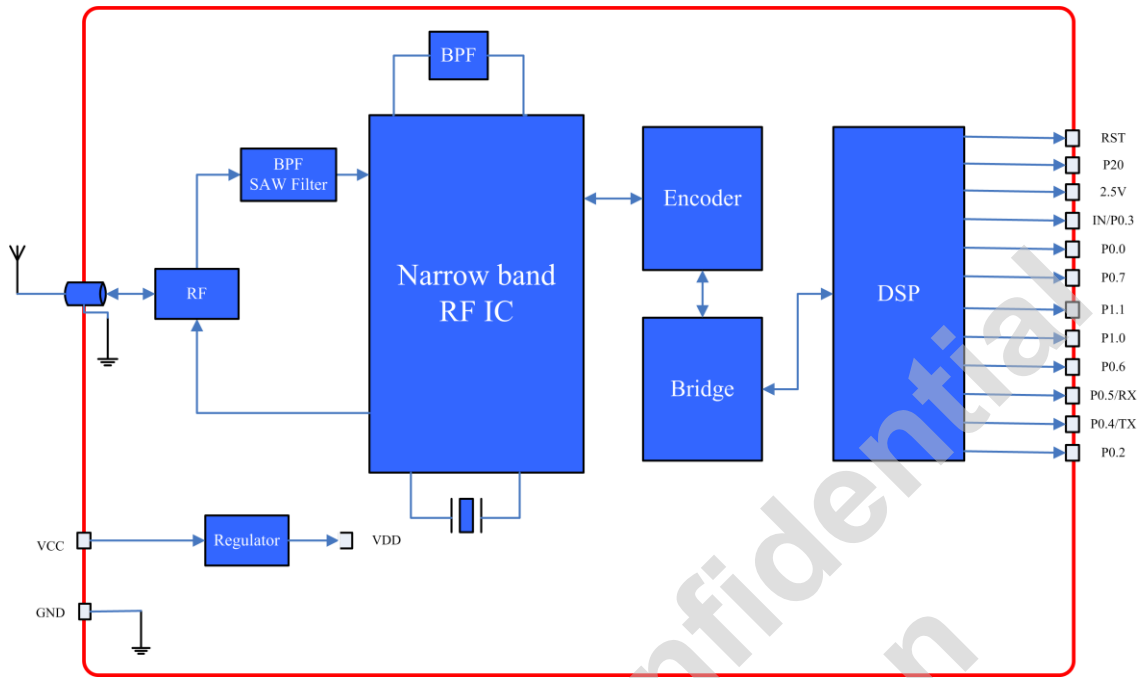 BPF
BPF
SAW Filter
RF
Narrow band
RF IC
Encoder
Bridge
DSP
RST
P20
2.5V
IN/P0.3
P0.0
P0.7
P1.1
P1.0
P0.6
P0.5/RX
P0.4/TX
P0.2
VCC
Regulator
VDD
GND
nfidential